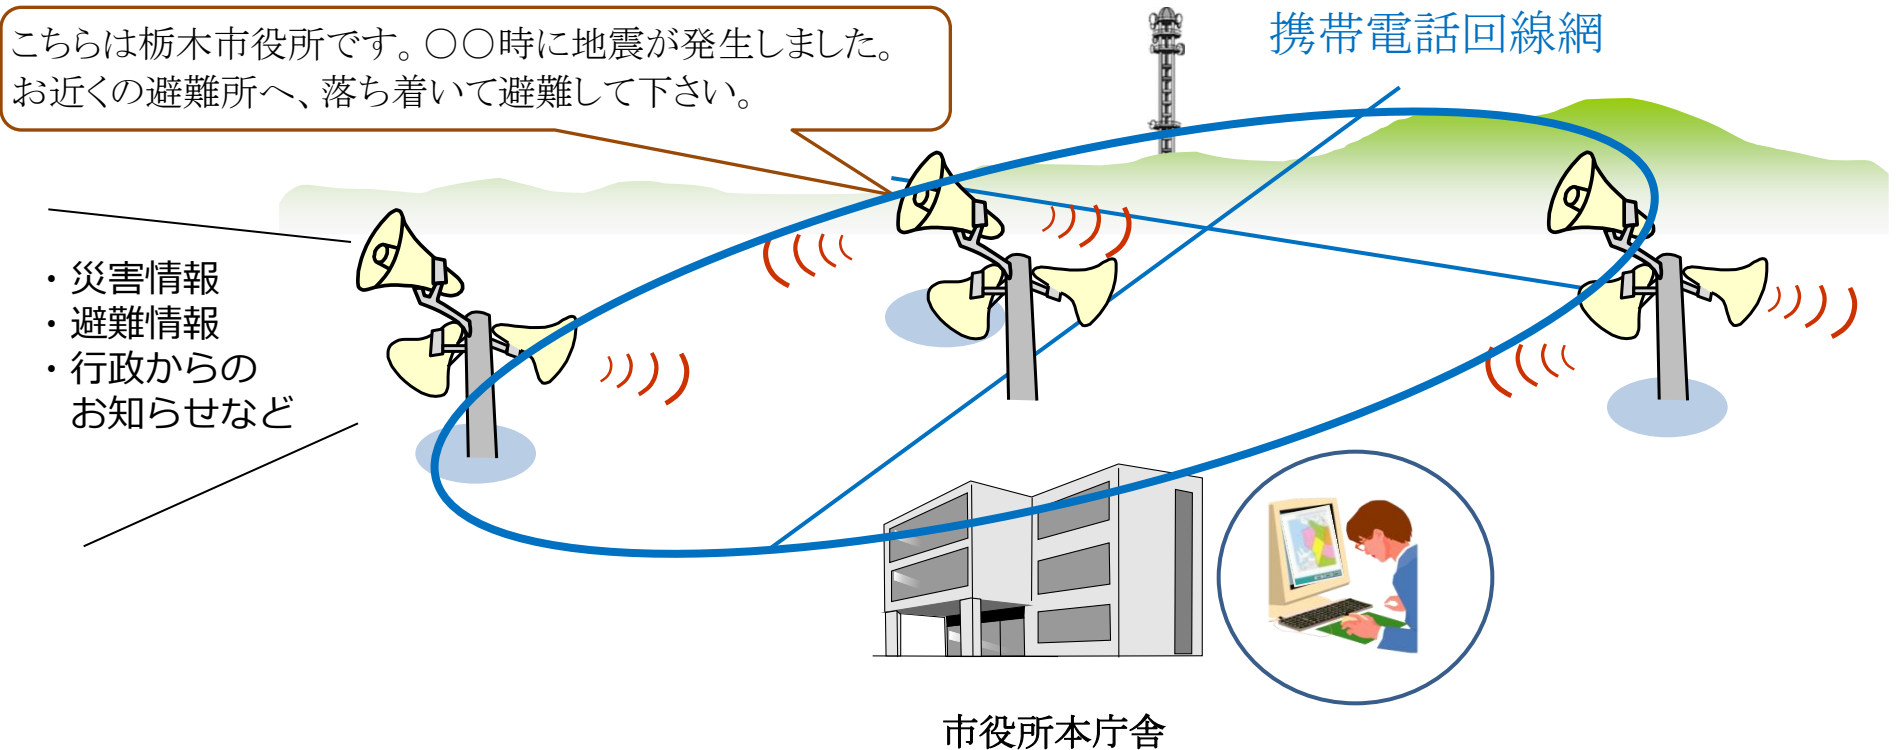 こちらは栃木市役所です。〇〇時に地震が発生しました。
お近くの避難所へ、落ち着いて避難して下さい。
携帯電話回線網
・災害情報
・避難情報
・行政からの
お知らせなど
市役所本庁舎